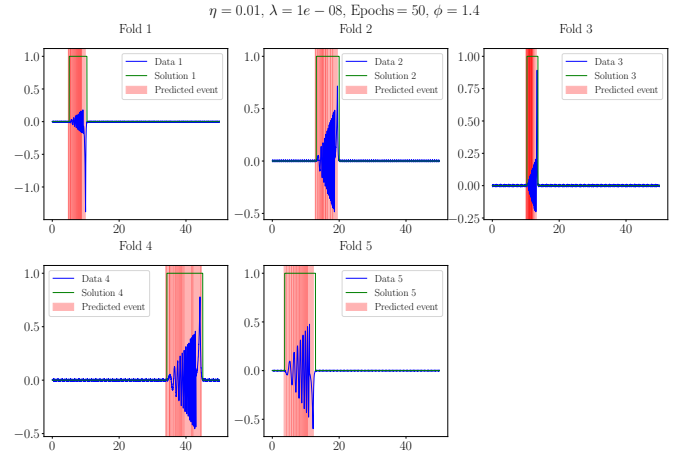 η = 0.01, λ = 1e − 08, Epochs = 50, ϕ = 1.4
Fold 1
Fold 2
Fold 3
1.0
0.5
0.0
−0.5
−1.0
0
20
40
Data 1
Solution 1
Predicted event
1.0
0.5
0.0
−0.5
0
20
40
Data 2
Solution 2
Predicted event
1.00
0.75
0.50
0.25
0.00
−0.25
0
20
40
Data 3
Solution 3
Predicted event
Fold 4
Fold 5
1.0
0.5
0.0
−0.5
0
20
40
Data 4
Solution 4
Predicted event
1.0
0.5
0.0
−0.5
0
20
40
Data 5
Solution 5
Predicted event